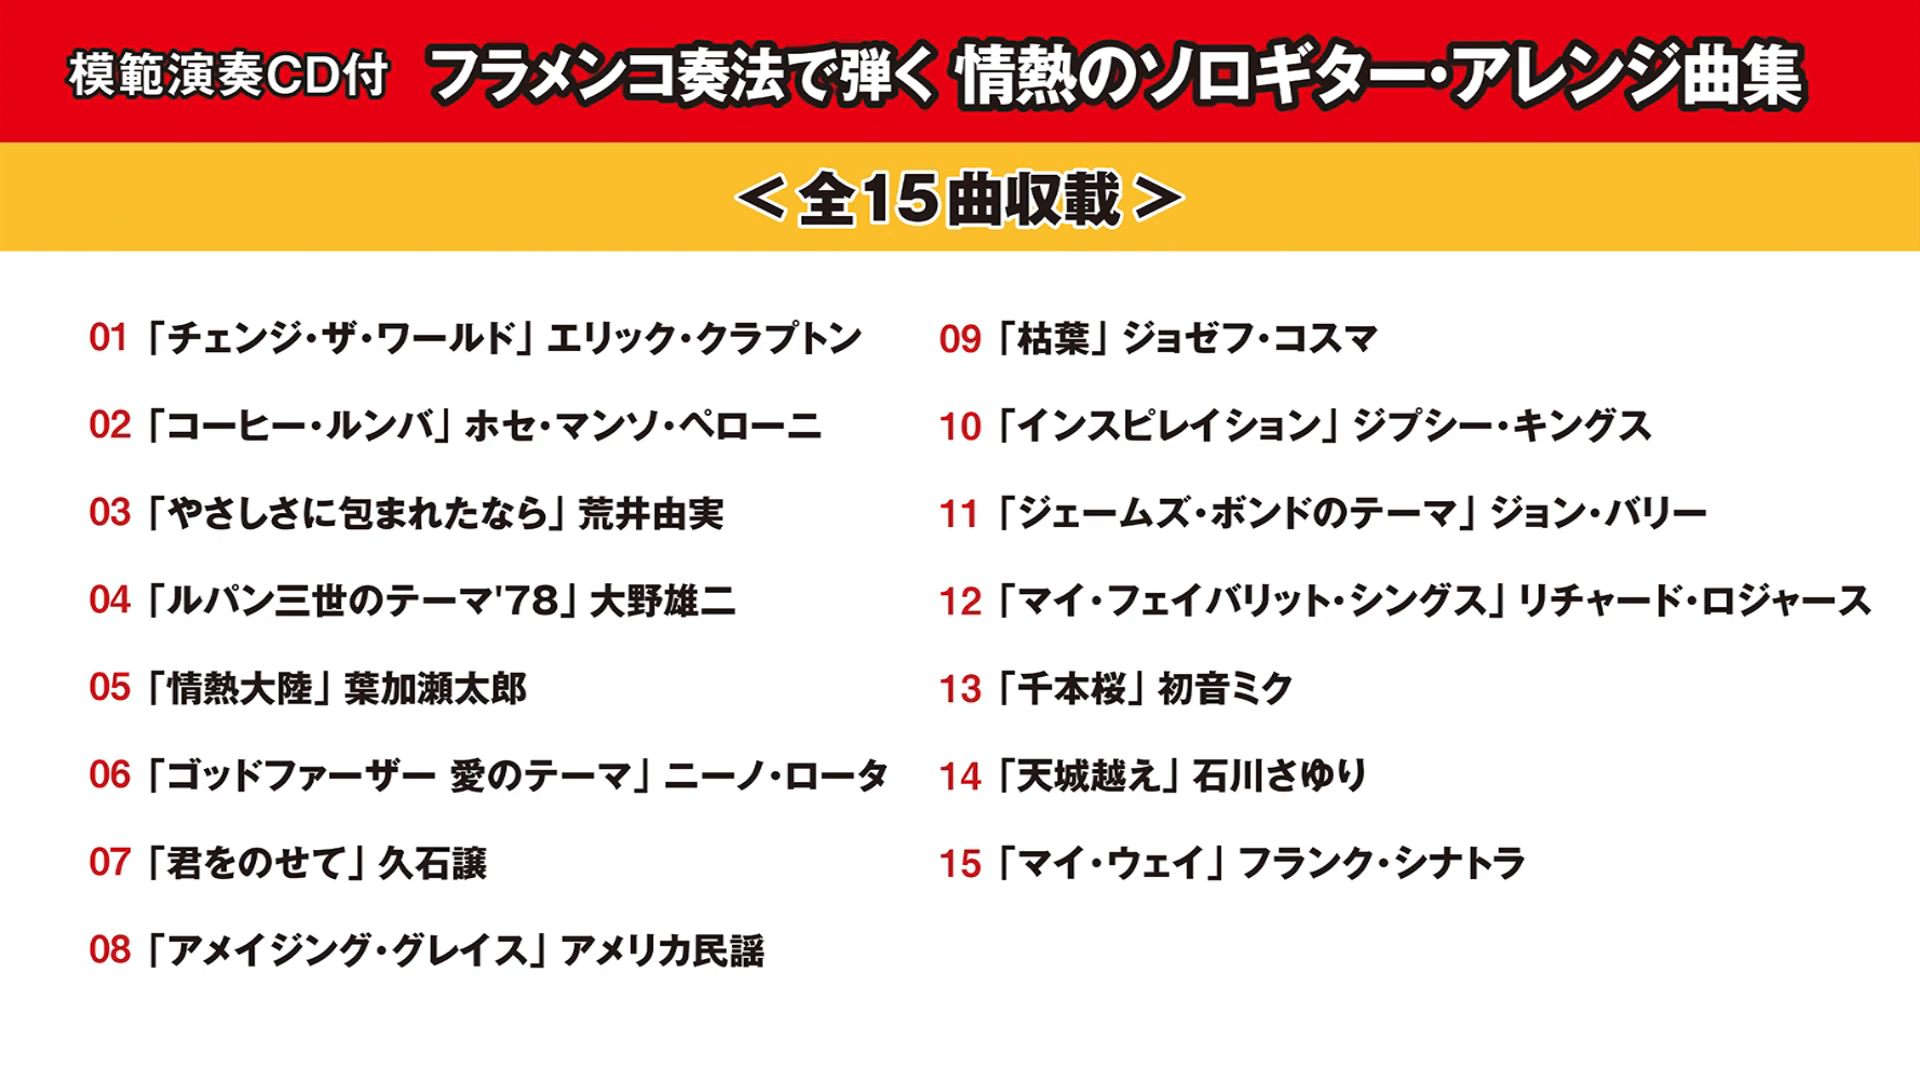 模範演奏CD付 フラメンコ奏法で弾く 情熱のソロギター・アレンジ曲集
＜全15曲収載＞
01「チェンジ・ザ・ワールド」エリック・クラプトン
02「コーヒー・ルンバ」ホセ・マンソ・ペローニ
03「やさしさに包まれたなら」荒井由実
04「ルパン三世のテーマ'78」大野雄二
05「情熱大陸」葉加瀬太郎
06「ゴッドファーザー 愛のテーマ」ニーノ・ロータ
07「君をのせて」久石譲
08「アメイジング・グレイス」アメリカ民謡
09「枯葉」ジョゼフ・コスマ
10「インスピレイション」ジプシー・キングス
11「ジェームズ・ボンドのテーマ」ジョン・バリー
12「マイ・フェイバリット・シングス」リチャード・ロジャース
13「千本桜」初音ミク
14「天城越え」石川さゆり
15「マイ・ウェイ」フランク・シナトラ